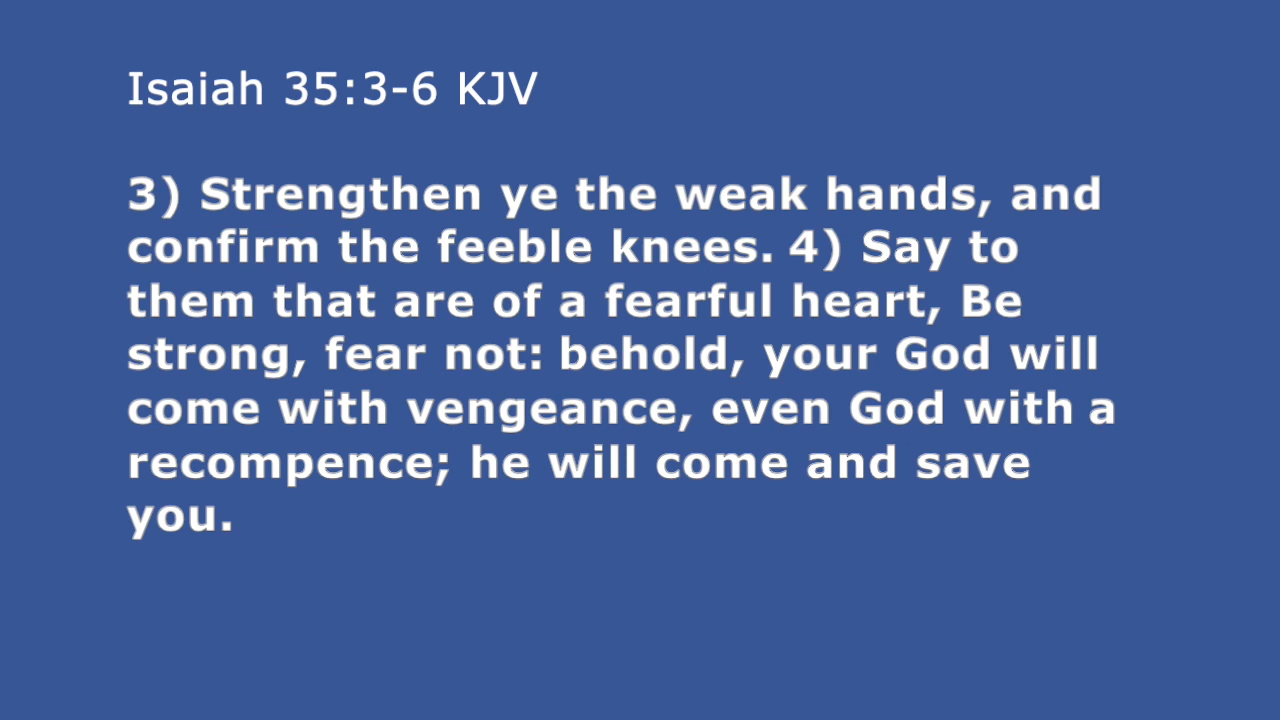 Isaiah 35:3-6 KJV
3) Strengthen ye the weak hands, and
confirm the feeble knees. 4) Say to
them that are of a fearful heart, Be
strong, fear not: behold, your God will
come with vengeance, even God with a
recompence; he will come and save
you.